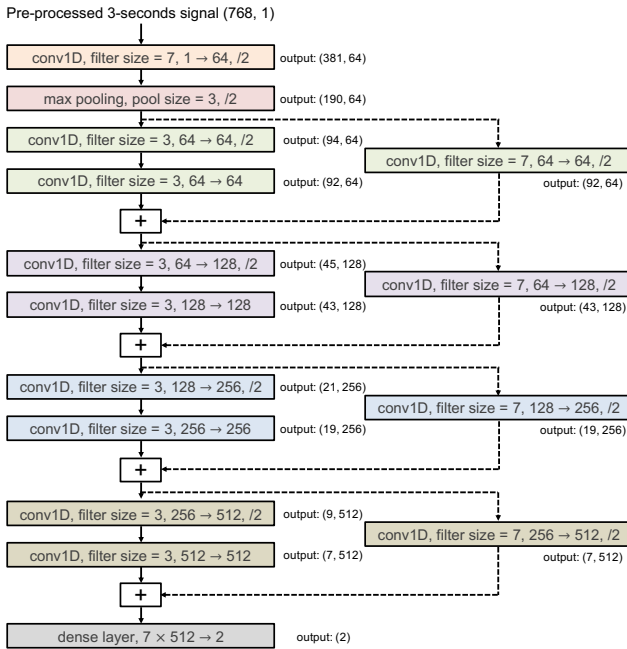 Pre-processed 3-seconds signal (768, 1)
conv1D, filter size = 7, 1 → 64, /2
output: (381, 64)
max pooling, pool size = 3, /2
output: (190, 64)
conv1D, filter size = 3, 64 → 64, /2
output: (94, 64)
conv1D, filter size = 7, 64 → 64, /2
output: (92, 64)
conv1D, filter size = 3, 64 → 64
output: (92, 64)
+
conv1D, filter size = 3, 64 → 128, /2
output: (45, 128)
conv1D, filter size = 7, 64 → 128, /2
output: (43, 128)
conv1D, filter size = 3, 128 → 128
output: (43, 128)
+
conv1D, filter size = 3, 128 → 256, /2
output: (21, 256)
conv1D, filter size = 7, 128 → 256, /2
output: (19, 256)
conv1D, filter size = 3, 256 → 256
output: (19, 256)
+
conv1D, filter size = 3, 256 → 512, /2
output: (9, 512)
conv1D, filter size = 7, 256 → 512, /2
output: (7, 512)
conv1D, filter size = 3, 512 → 512
output: (7, 512)
+
dense layer, 7 × 512 → 2
output: (2)